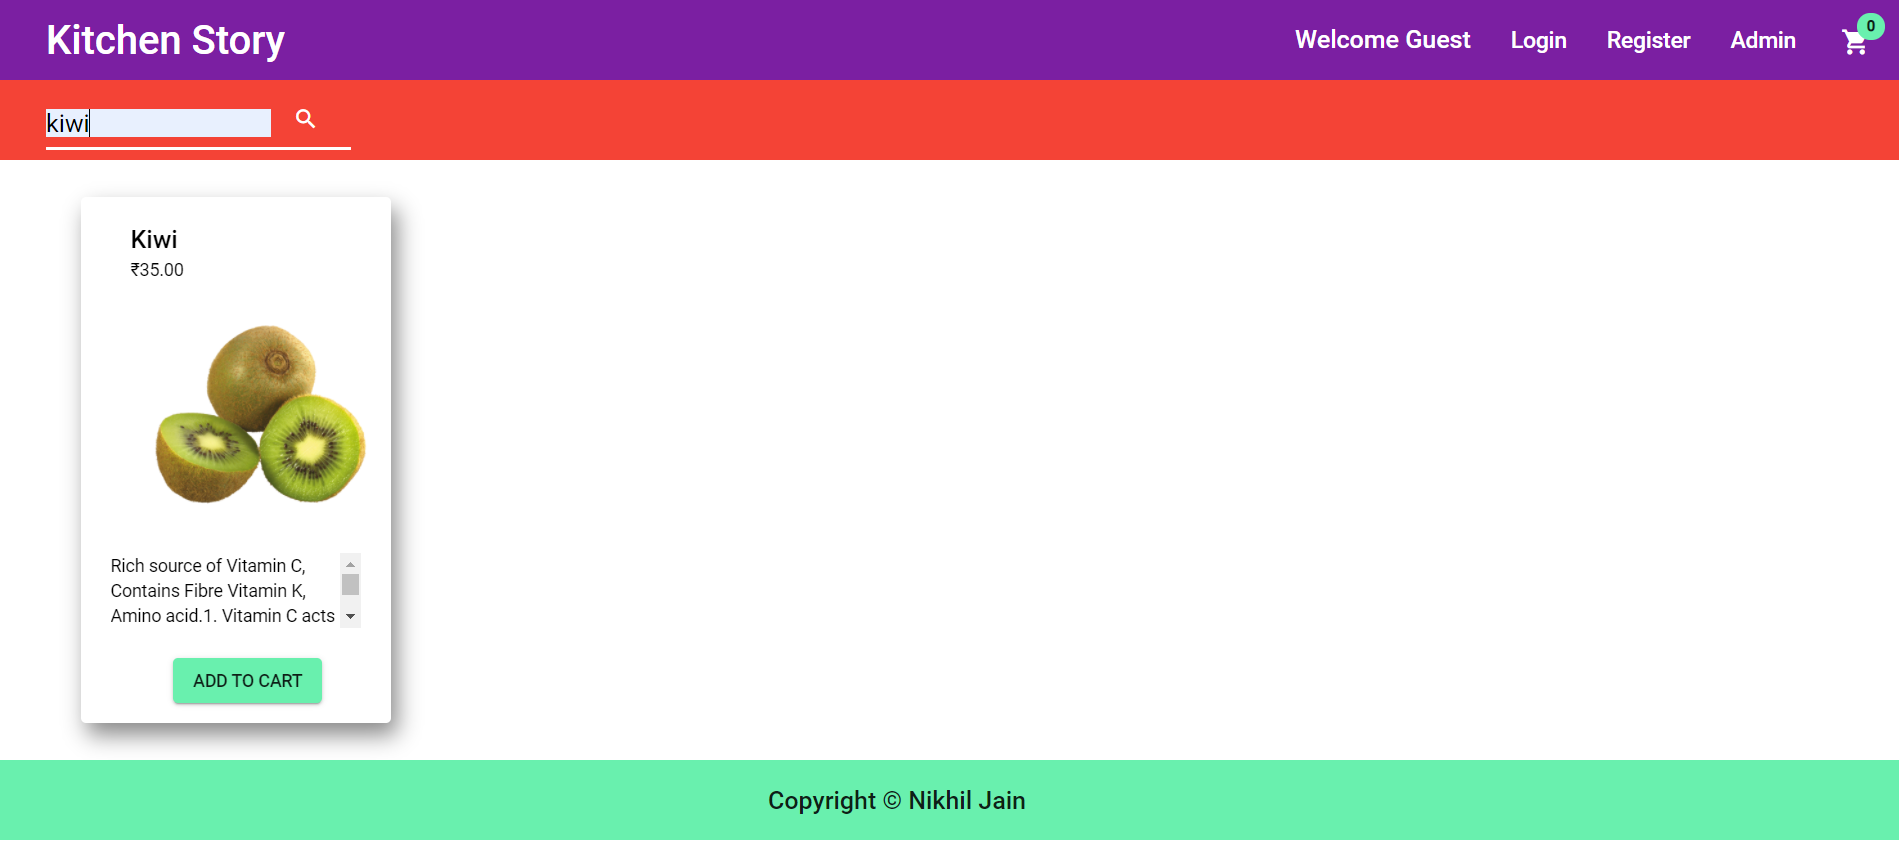 Kitchen Story
Welcome Guest Login Register Admin 0
kiwi
Kiwi
₹35.00
Rich source of Vitamin C,
Contains Fibre Vitamin K,
Amino acid.1. Vitamin C acts
ADD TO CART
Copyright © Nikhil Jain